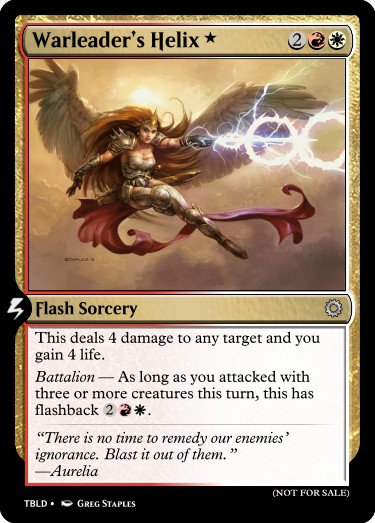 Warleader's Helix ★ 2
Flash Sorcery
This deals 4 damage to any target and you
gain 4 life.
Battalion — As long as you attacked with
three or more creatures this turn, this has
flashback 2.
“There is no time to remedy our enemies’
ignorance. Blast it out of them.”
—Aurelia
(NOT FOR SALE)
TBLD • Greg Staples